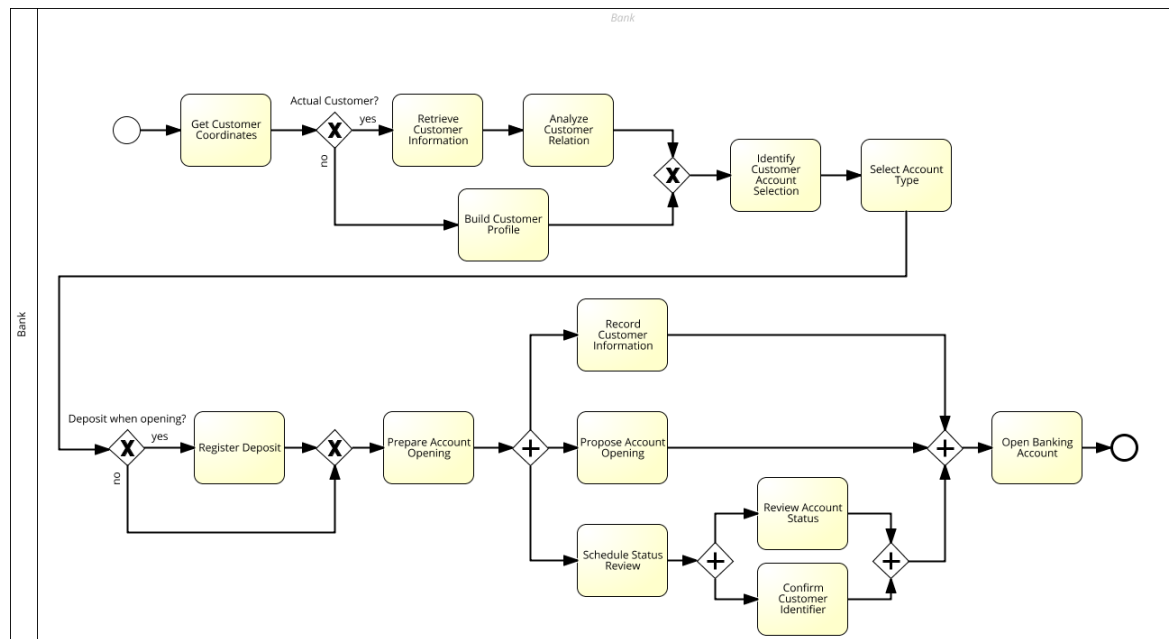 Bank
Bank
Actual Customer?
Get Customer
Coordinates
yes
no
Retrieve
Customer
Information
Analyze
Customer
Relation
Build Customer
Profile
Identify
Customer
Account
Selection
Select Account
Type
Deposit when opening?
yes
no
Register Deposit
Prepare Account
Opening
Record
Customer
Information
Propose Account
Opening
Schedule Status
Review
Review Account
Status
Confirm
Customer
Identifier
Open Banking
Account